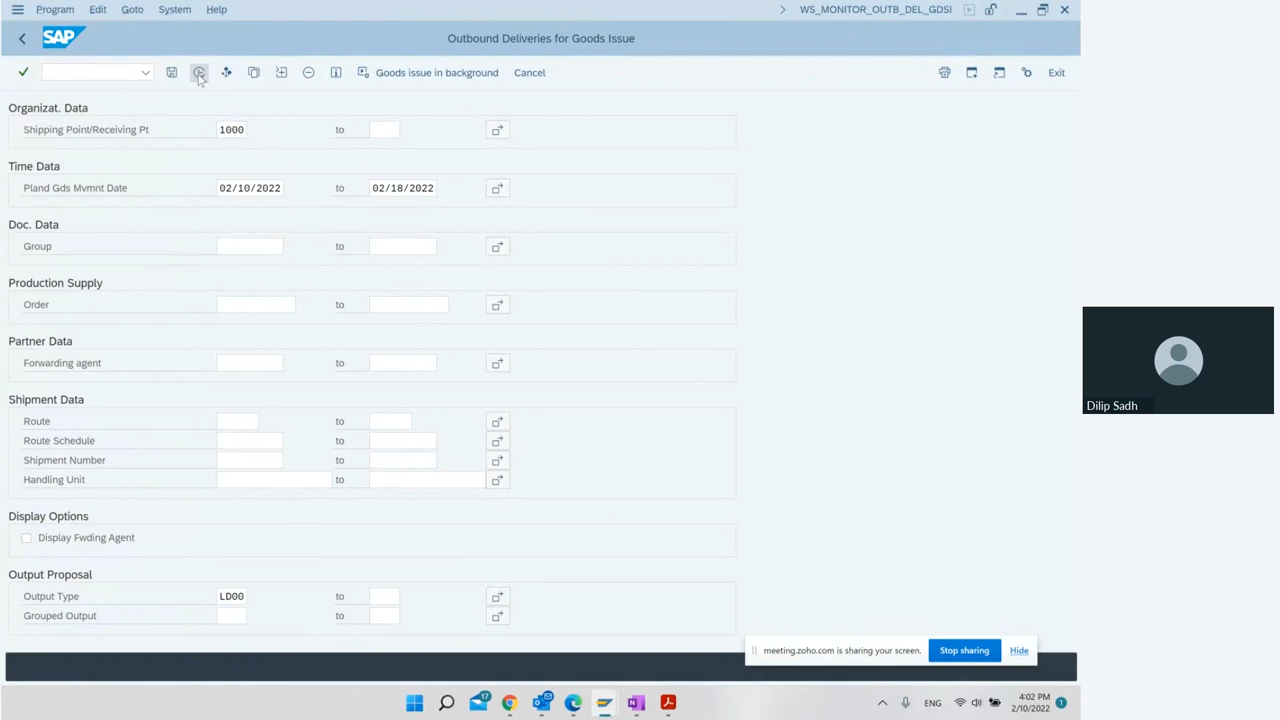 Program Edit Goto System Help WS_MONITOR_OUTB_DEL_GDSI
SAP Outbound Deliveries for Goods Issue
Goods issue in background Cancel Exit
Organizat. Data
Shipping Point/Receiving Pt 1000 to
Time Data
Pland Gds Mvmnt Date 02/10/2022 to 02/18/2022
Doc. Data
Group to
Production Supply
Order to
Partner Data
Forwarding agent to
Shipment Data
Route to
Route Schedule to
Shipment Number to
Handling Unit to
Display Options
Display Fwding Agent
Output Proposal
Output Type LD00 to
Grouped Output to
Dilip Sadh
meeting.zoho.com is sharing your screen. Stop sharing Hide
17
ENG
4:02 PM
2/10/2022
1